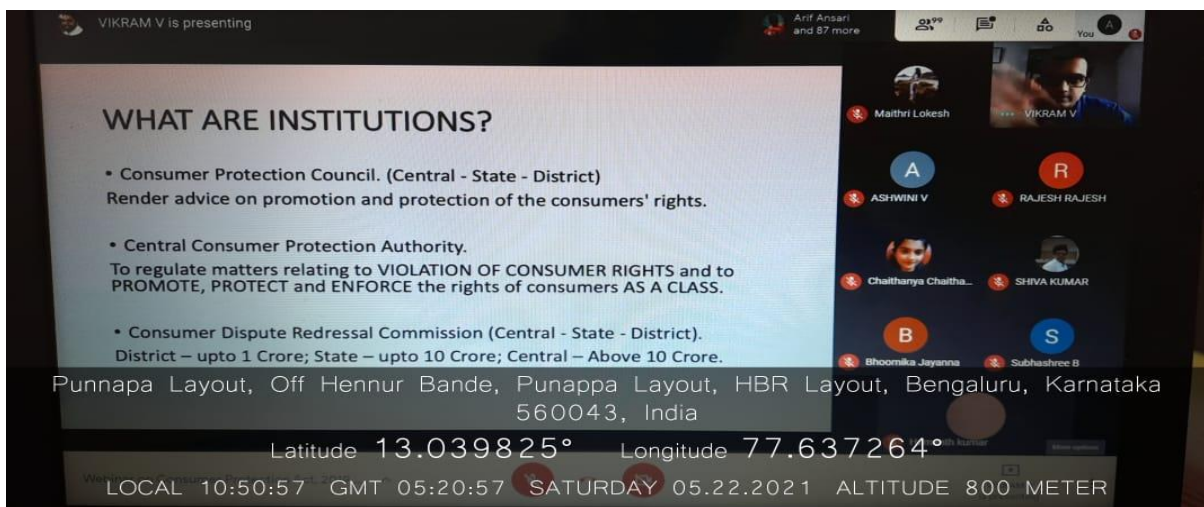 VIKRAM V is presenting
Arif Ansari
and 87 more
99
You
A
WHAT ARE INSTITUTIONS?
• Consumer Protection Council. (Central - State - District)
Render advice on promotion and protection of the consumers' rights.
• Central Consumer Protection Authority.
To regulate matters relating to VIOLATION OF CONSUMER RIGHTS and to
PROMOTE, PROTECT and ENFORCE the rights of consumers AS A CLASS.
• Consumer Dispute Redressal Commission (Central - State - District).
District – upto 1 Crore; State – upto 10 Crore; Central – Above 10 Crore.
Maithri Lokesh
VIKRAM V
A
R
ASHWINI V
RAJESH RAJESH
Chaithanya Chaitha...
SHIVA KUMAR
B
S
Bhoomika Jayanna
Subhashree B
kumar
More options
Punnapa Layout, Off Hennur Bande, Punappa Layout, HBR Layout, Bengaluru, Karnataka
560043, India
Latitude 13.039825° Longitude 77.637264°
LOCAL 10:50:57 GMT 05:20:57 SATURDAY 05.22.2021 ALTITUDE 800 METER
is presenting